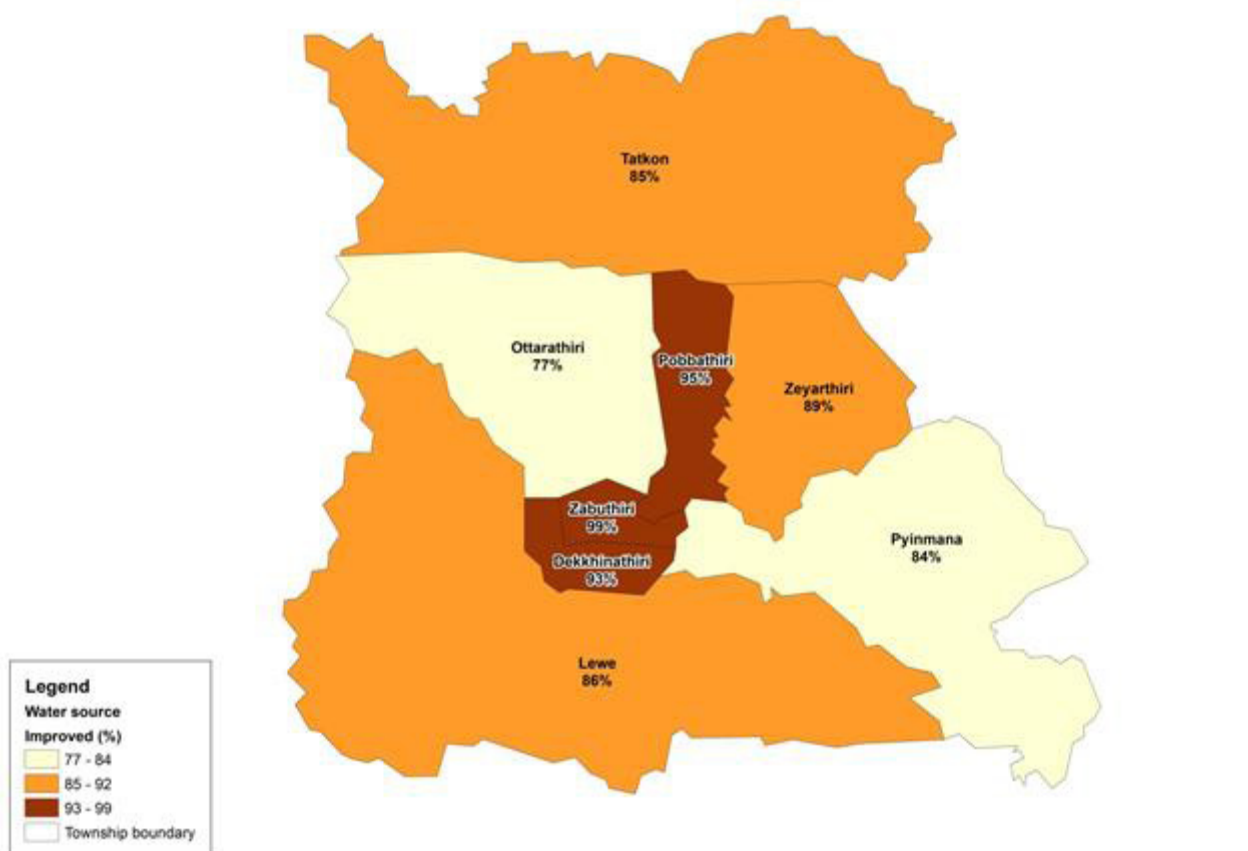 Tatkon
85%
Ottarathiri
77%
Pobbathiri
95%
Zeyarthiri
89%
Zabuthiri
99%
Dekkhinathiri
93%
Pyinmana
84%
Lewe
86%
Legend
Water source
Improved (%)
77 - 84
85 - 92
93 - 99
Township boundary